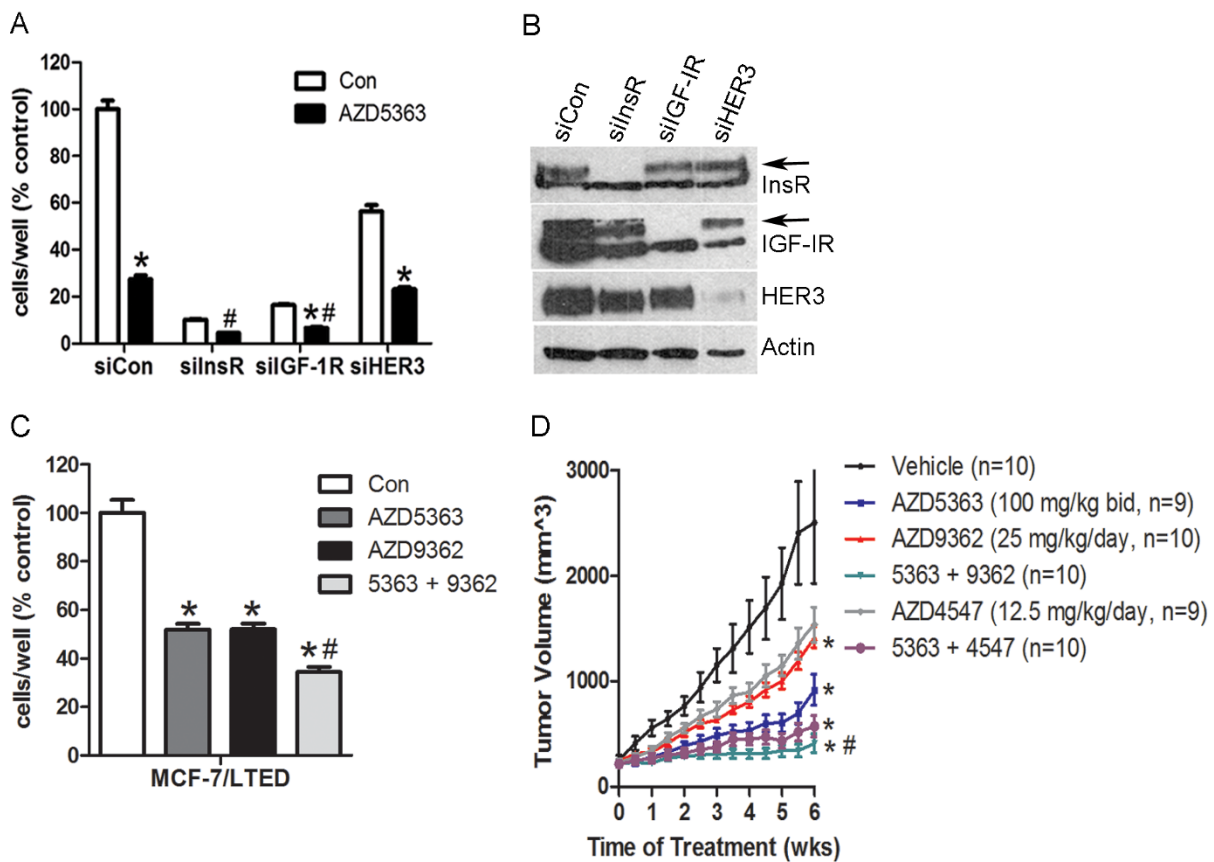 A
cells/well (% control)
120
100
80
60
40
20
0
Con
AZD5363
*
#
*#
*
siCon siInsR siIGF-1R siHER3
B
siCon
siInsR
siIGF-IR
siHER3
InsR
IGF-IR
HER3
Actin
C
cells/well (% control)
120
100
80
60
40
20
0
Con
AZD5363
AZD9362
5363 + 9362
*
*
*#
MCF-7/LTED
D
Tumor Volume (mm^3)
3000
2000
1000
0
0 1 2 3 4 5 6
Time of Treatment (wks)
*
*
*
* #
Vehicle (n=10)
AZD5363 (100 mg/kg bid, n=9)
AZD9362 (25 mg/kg/day, n=10)
5363 + 9362 (n=10)
AZD4547 (12.5 mg/kg/day, n=9)
5363 + 4547 (n=10)